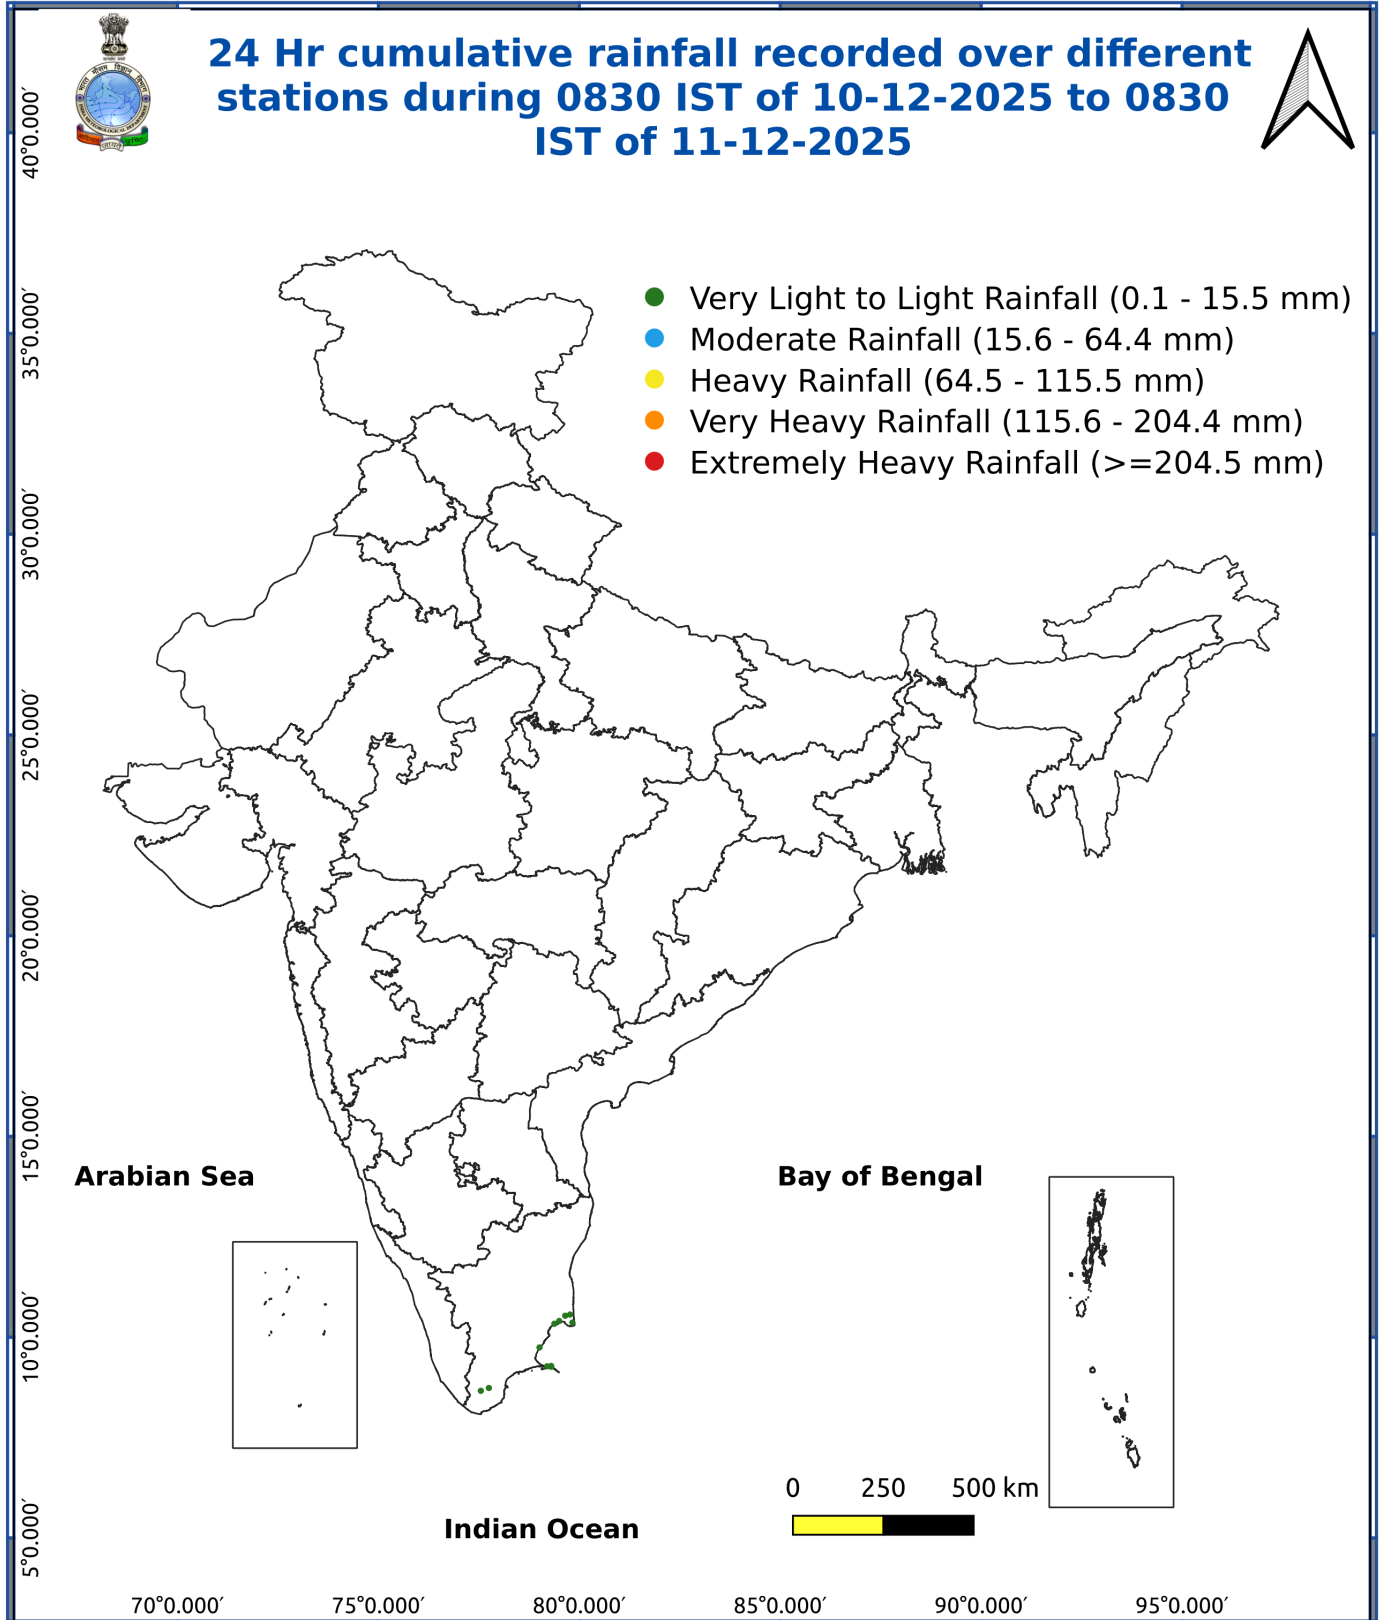 24 Hr cumulative rainfall recorded over different
stations during 0830 IST of 10-12-2025 to 0830
IST of 11-12-2025
Very Light to Light Rainfall (0.1 - 15.5 mm)
Moderate Rainfall (15.6 - 64.4 mm)
Heavy Rainfall (64.5 - 115.5 mm)
Very Heavy Rainfall (115.6 - 204.4 mm)
Extremely Heavy Rainfall (>=204.5 mm)
40°0.000′
35°0.000′
30°0.000′
25°0.000′
20°0.000′
15°0.000′
10°0.000′
5°0.000′
Arabian Sea
Bay of Bengal
Indian Ocean
0 250 500 km
70°0.000′ 75°0.000′ 80°0.000′ 85°0.000′ 90°0.000′ 95°0.000′